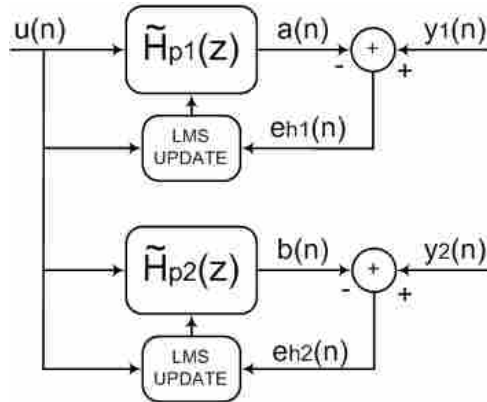 u(n)
H̃p1(z)
a(n)
+
y1(n)
-
+
LMS
UPDATE
eh1(n)
H̃p2(z)
b(n)
+
y2(n)
-
+
LMS
UPDATE
eh2(n)